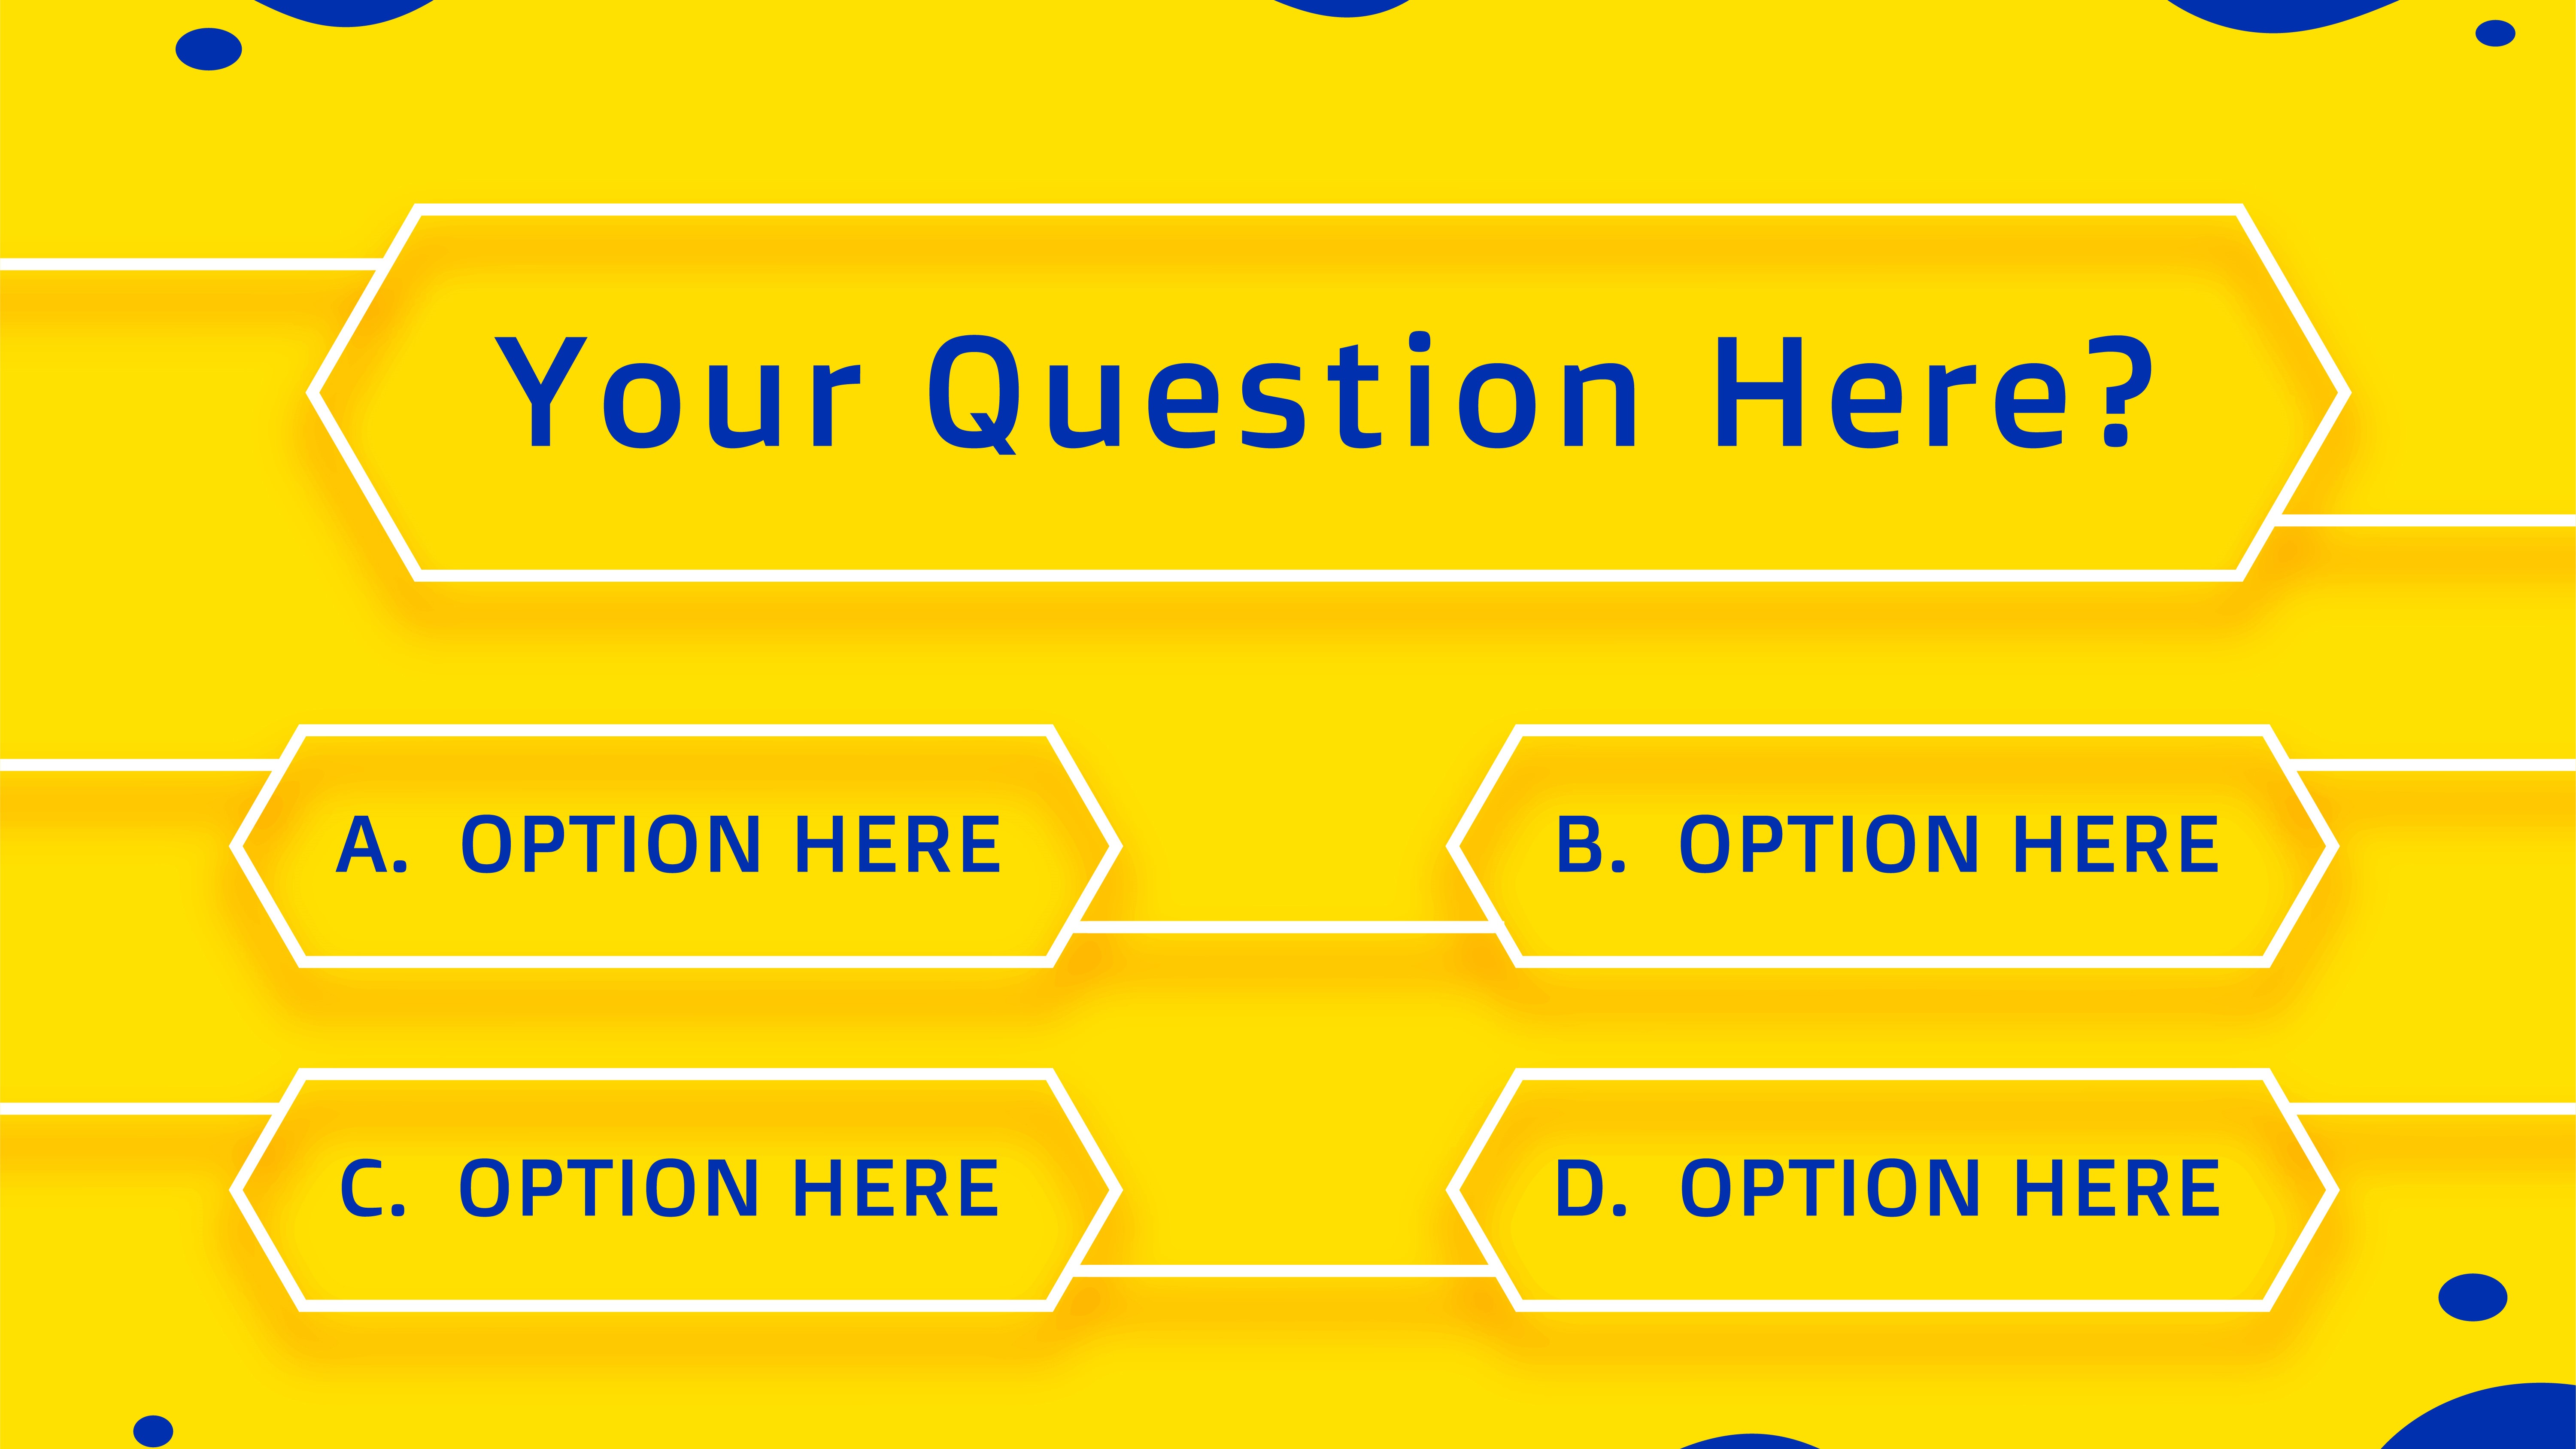 Your Question Here?
A. OPTION HERE
B. OPTION HERE
C. OPTION HERE
D. OPTION HERE